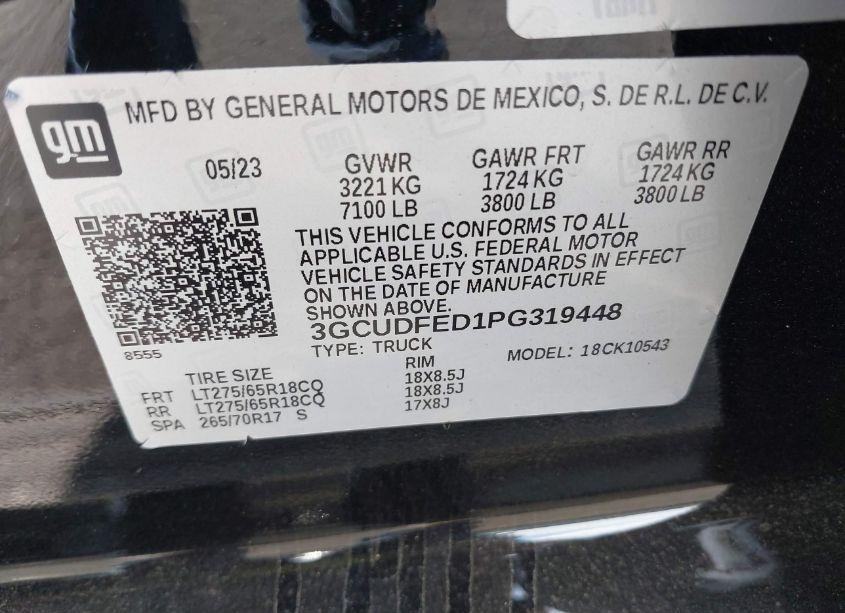 gm
MFD BY GENERAL MOTORS DE MEXICO, S. DE R.L. DE C.V.
05/23
GVWR GAWR FRT GAWR RR
3221 KG 1724 KG 1724 KG
7100 LB 3800 LB 3800 LB
THIS VEHICLE CONFORMS TO ALL
APPLICABLE U.S. FEDERAL MOTOR
VEHICLE SAFETY STANDARDS IN EFFECT
ON THE DATE OF MANUFACTURE
SHOWN ABOVE.
3GCUDFED1PG319448
8555
TYPE: TRUCK MODEL: 18CK10543
TIRE SIZE RIM
FRT LT275/65R18CQ 18X8.5J
RR LT275/65R18CQ 18X8.5J
SPA 265/70R17 S 17X8J